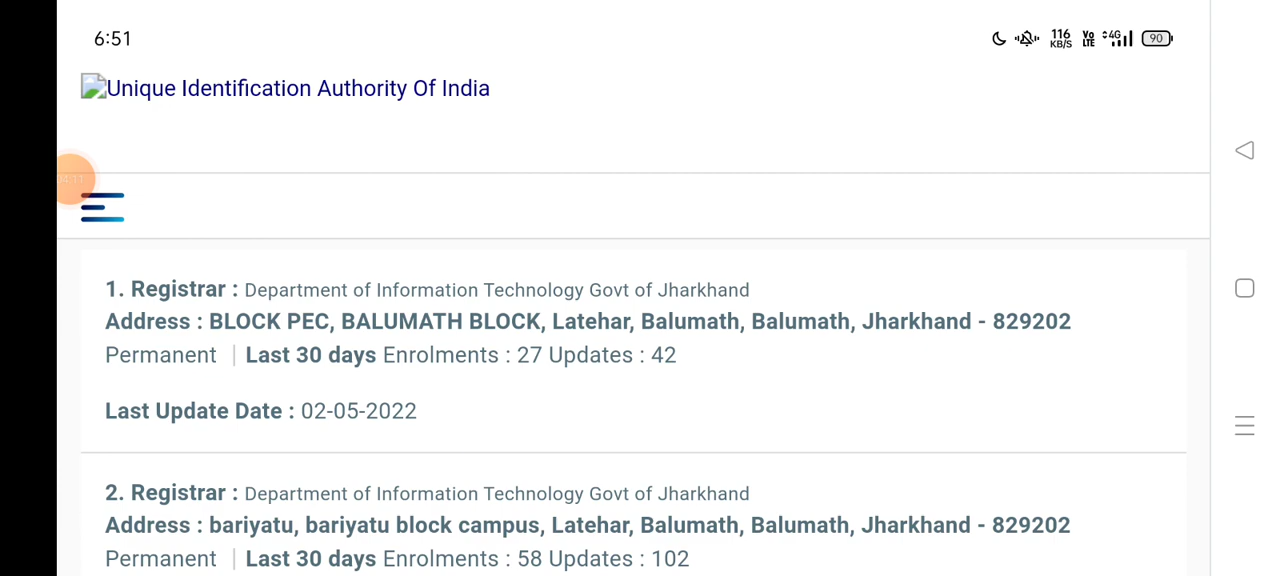 6:51
116 KB/S Vo LTE 4G 90
Unique Identification Authority Of India
1. Registrar : Department of Information Technology Govt of Jharkhand
Address : BLOCK PEC, BALUMATH BLOCK, Latehar, Balumath, Balumath, Jharkhand - 829202
Permanent | Last 30 days Enrolments : 27 Updates : 42
Last Update Date : 02-05-2022
2. Registrar : Department of Information Technology Govt of Jharkhand
Address : bariyatu, bariyatu block campus, Latehar, Balumath, Balumath, Jharkhand - 829202
Permanent | Last 30 days Enrolments : 58 Updates : 102